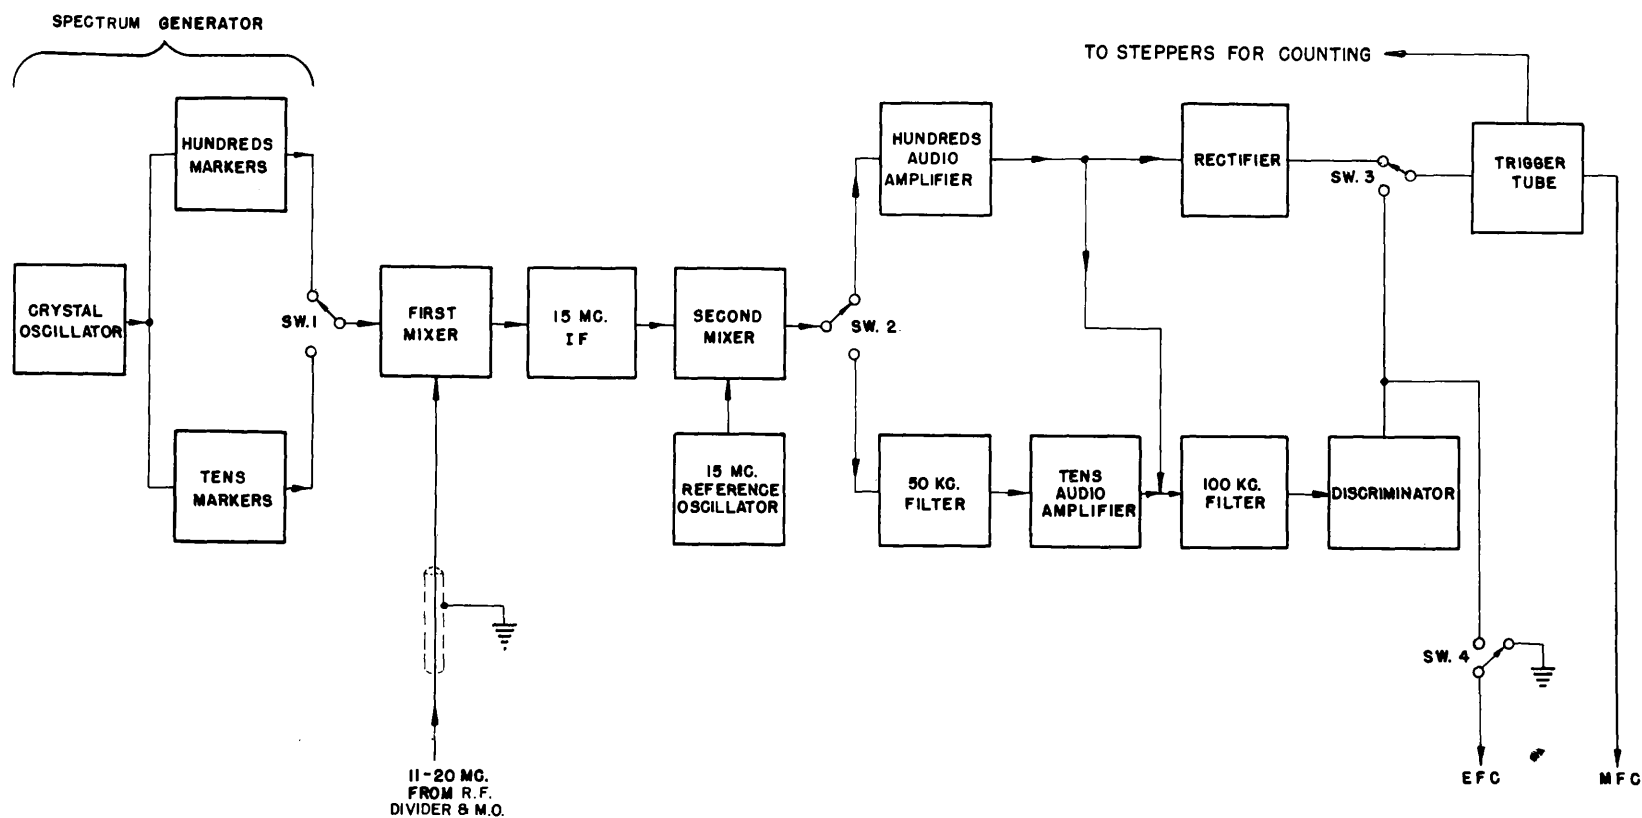 SPECTRUM GENERATOR
TO STEPPERS FOR COUNTING
HUNDREDS
MARKERS
HUNDREDS
AUDIO
AMPLIFIER
RECTIFIER
SW. 3
TRIGGER
TUBE
CRYSTAL
OSCILLATOR
SW. 1
FIRST
MIXER
15 MC.
IF
SECOND
MIXER
SW. 2
TENS
MARKERS
15 MC.
REFERENCE
OSCILLATOR
50 KC.
FILTER
TENS
AUDIO
AMPLIFIER
100 KC.
FILTER
DISCRIMINATOR
SW. 4
11-20 MC.
FROM R.F.
DIVIDER & M.O.
EFC
MFC